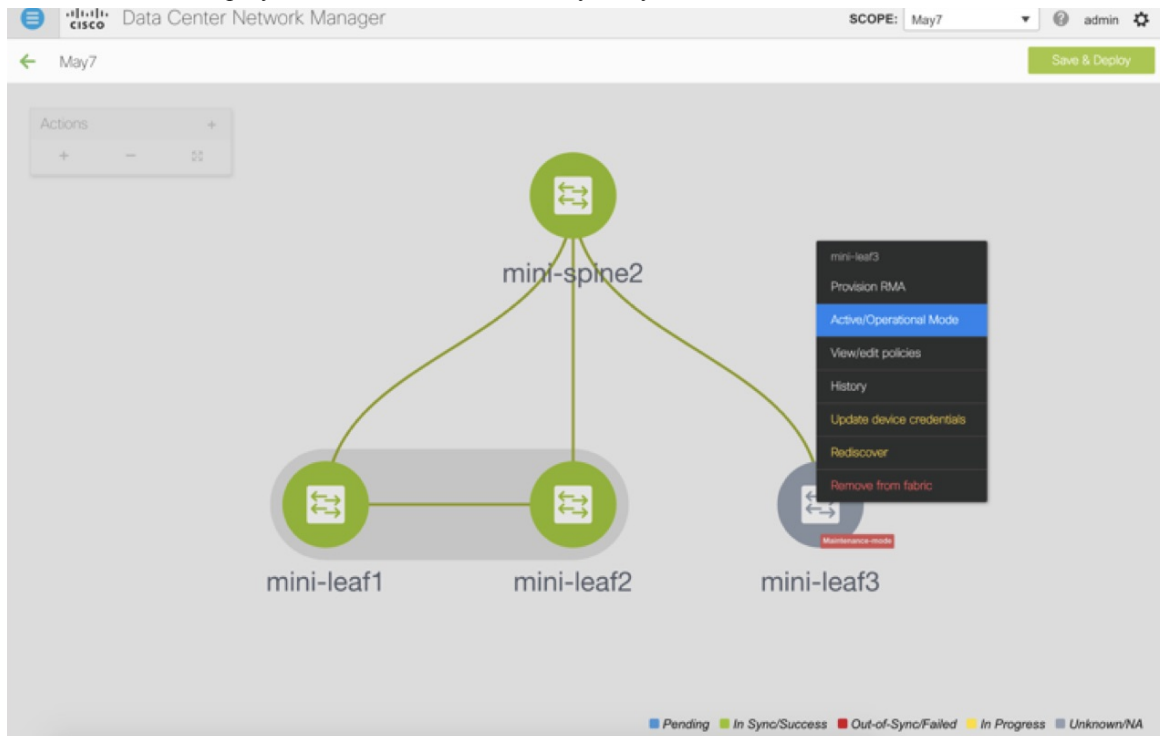 cisco Data Center Network Manager
SCOPE: May7 admin
May7
Save & Deploy
Actions
mini-spine2
mini-leaf3
Provision RMA
Active/Operational Mode
View/edit policies
History
Update device credentials
Rediscover
Remove from fabric
Maintenance-mode
mini-leaf1
mini-leaf2
mini-leaf3
Pending In Sync/Success Out-of-Sync/Failed In Progress Unknown/NA